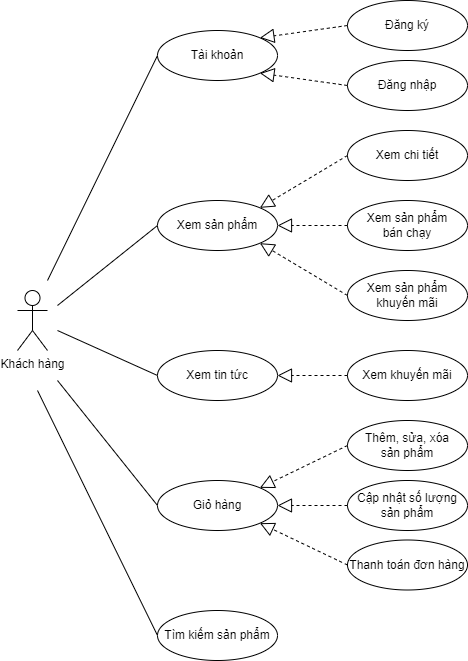 Đăng ký
Tài khoản
Đăng nhập
Xem chi tiết
Xem sản phẩm
Xem sản phẩm
bán chạy
Xem sản phẩm
khuyến mãi
Khách hàng
Xem tin tức
Xem khuyến mãi
Thêm, sửa, xóa
sản phẩm
Giỏ hàng
Cập nhật số lượng
sản phẩm
Thanh toán đơn hàng
Tìm kiếm sản phẩm